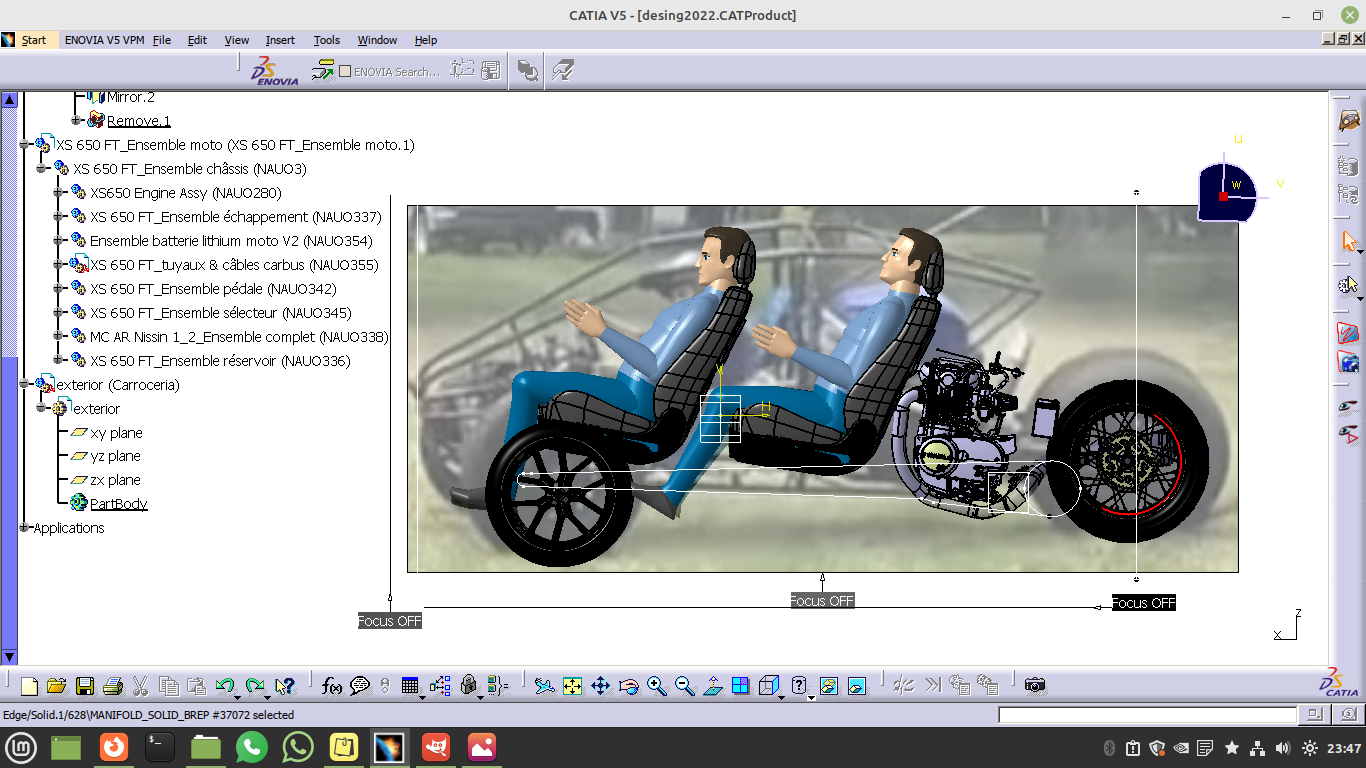 CATIA V5 - [desing2022.CATProduct]
Start ENOVIA V5 VPM File Edit View Insert Tools Window Help
ENOVIA
ENOVIA Search...
Mirror.2
Remove.1
XS 650 FT_Ensemble moto (XS 650 FT_Ensemble moto.1)
XS 650 FT_Ensemble châssis (NAUO3)
XS650 Engine Assy (NAUO280)
XS 650 FT_Ensemble échappement (NAUO337)
Ensemble batterie lithium moto V2 (NAUO354)
XS 650 FT_tuyaux & câbles carbus (NAUO355)
XS 650 FT_Ensemble pédale (NAUO342)
XS 650 FT_Ensemble sélecteur (NAUO345)
MC AR Nissin 1_2_Ensemble complet (NAUO338)
XS 650 FT_Ensemble réservoir (NAUO336)
exterior (Carroceria)
exterior
xy plane
yz plane
zx plane
PartBody
Applications
U
W
V
V
H
Focus OFF
Focus OFF
Focus OFF
z
x
f(x)
CATIA
Edge/Solid.1/628\MANIFOLD_SOLID_BREP #37072 selected
23:47